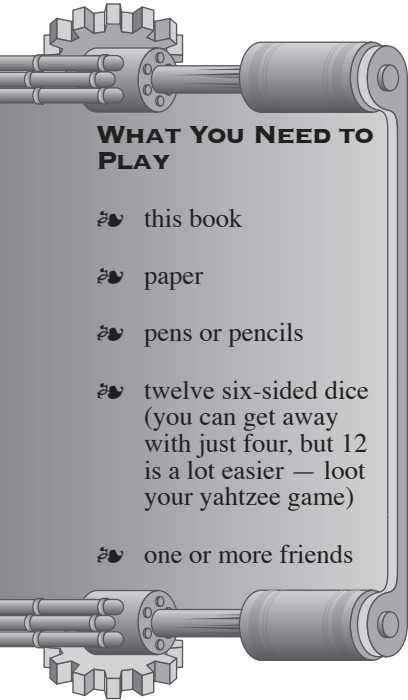 WHAT YOU NEED TO
PLAY
❧ this book
❧ paper
❧ pens or pencils
❧ twelve six-sided dice
(you can get away
with just four, but 12
is a lot easier — loot
your yahtzee game)
❧ one or more friends